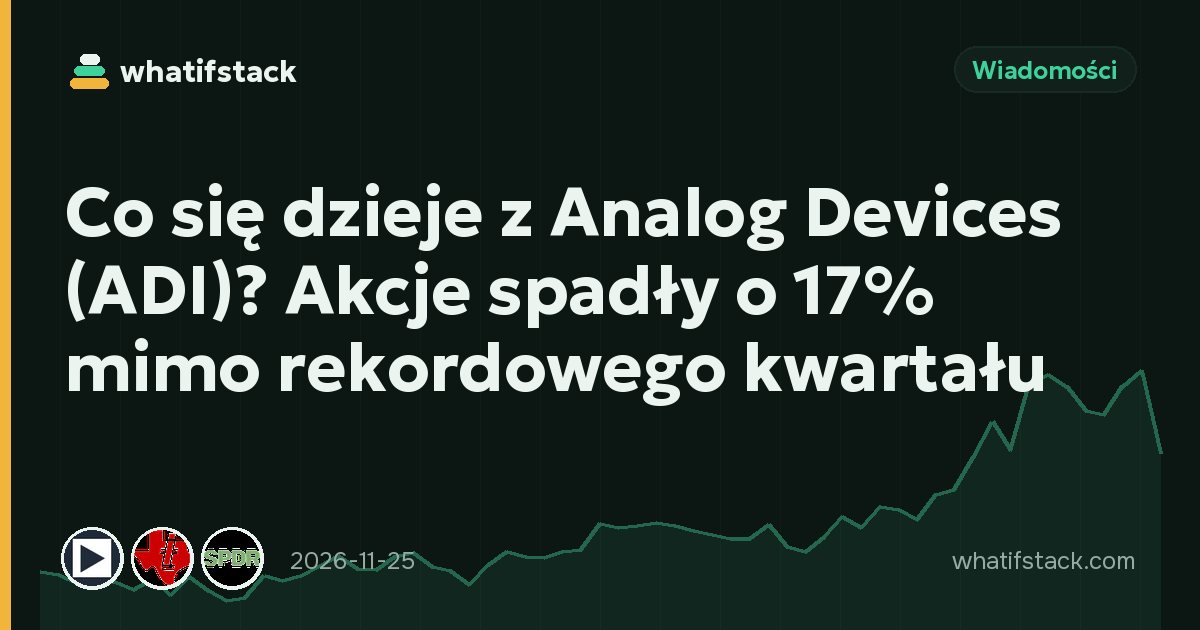 whatifstack
Wiadomości
Co się dzieje z Analog Devices
(ADI)? Akcje spadły o 17%
mimo rekordowego kwartału
SPDR
2026-11-25
whatifstack.com